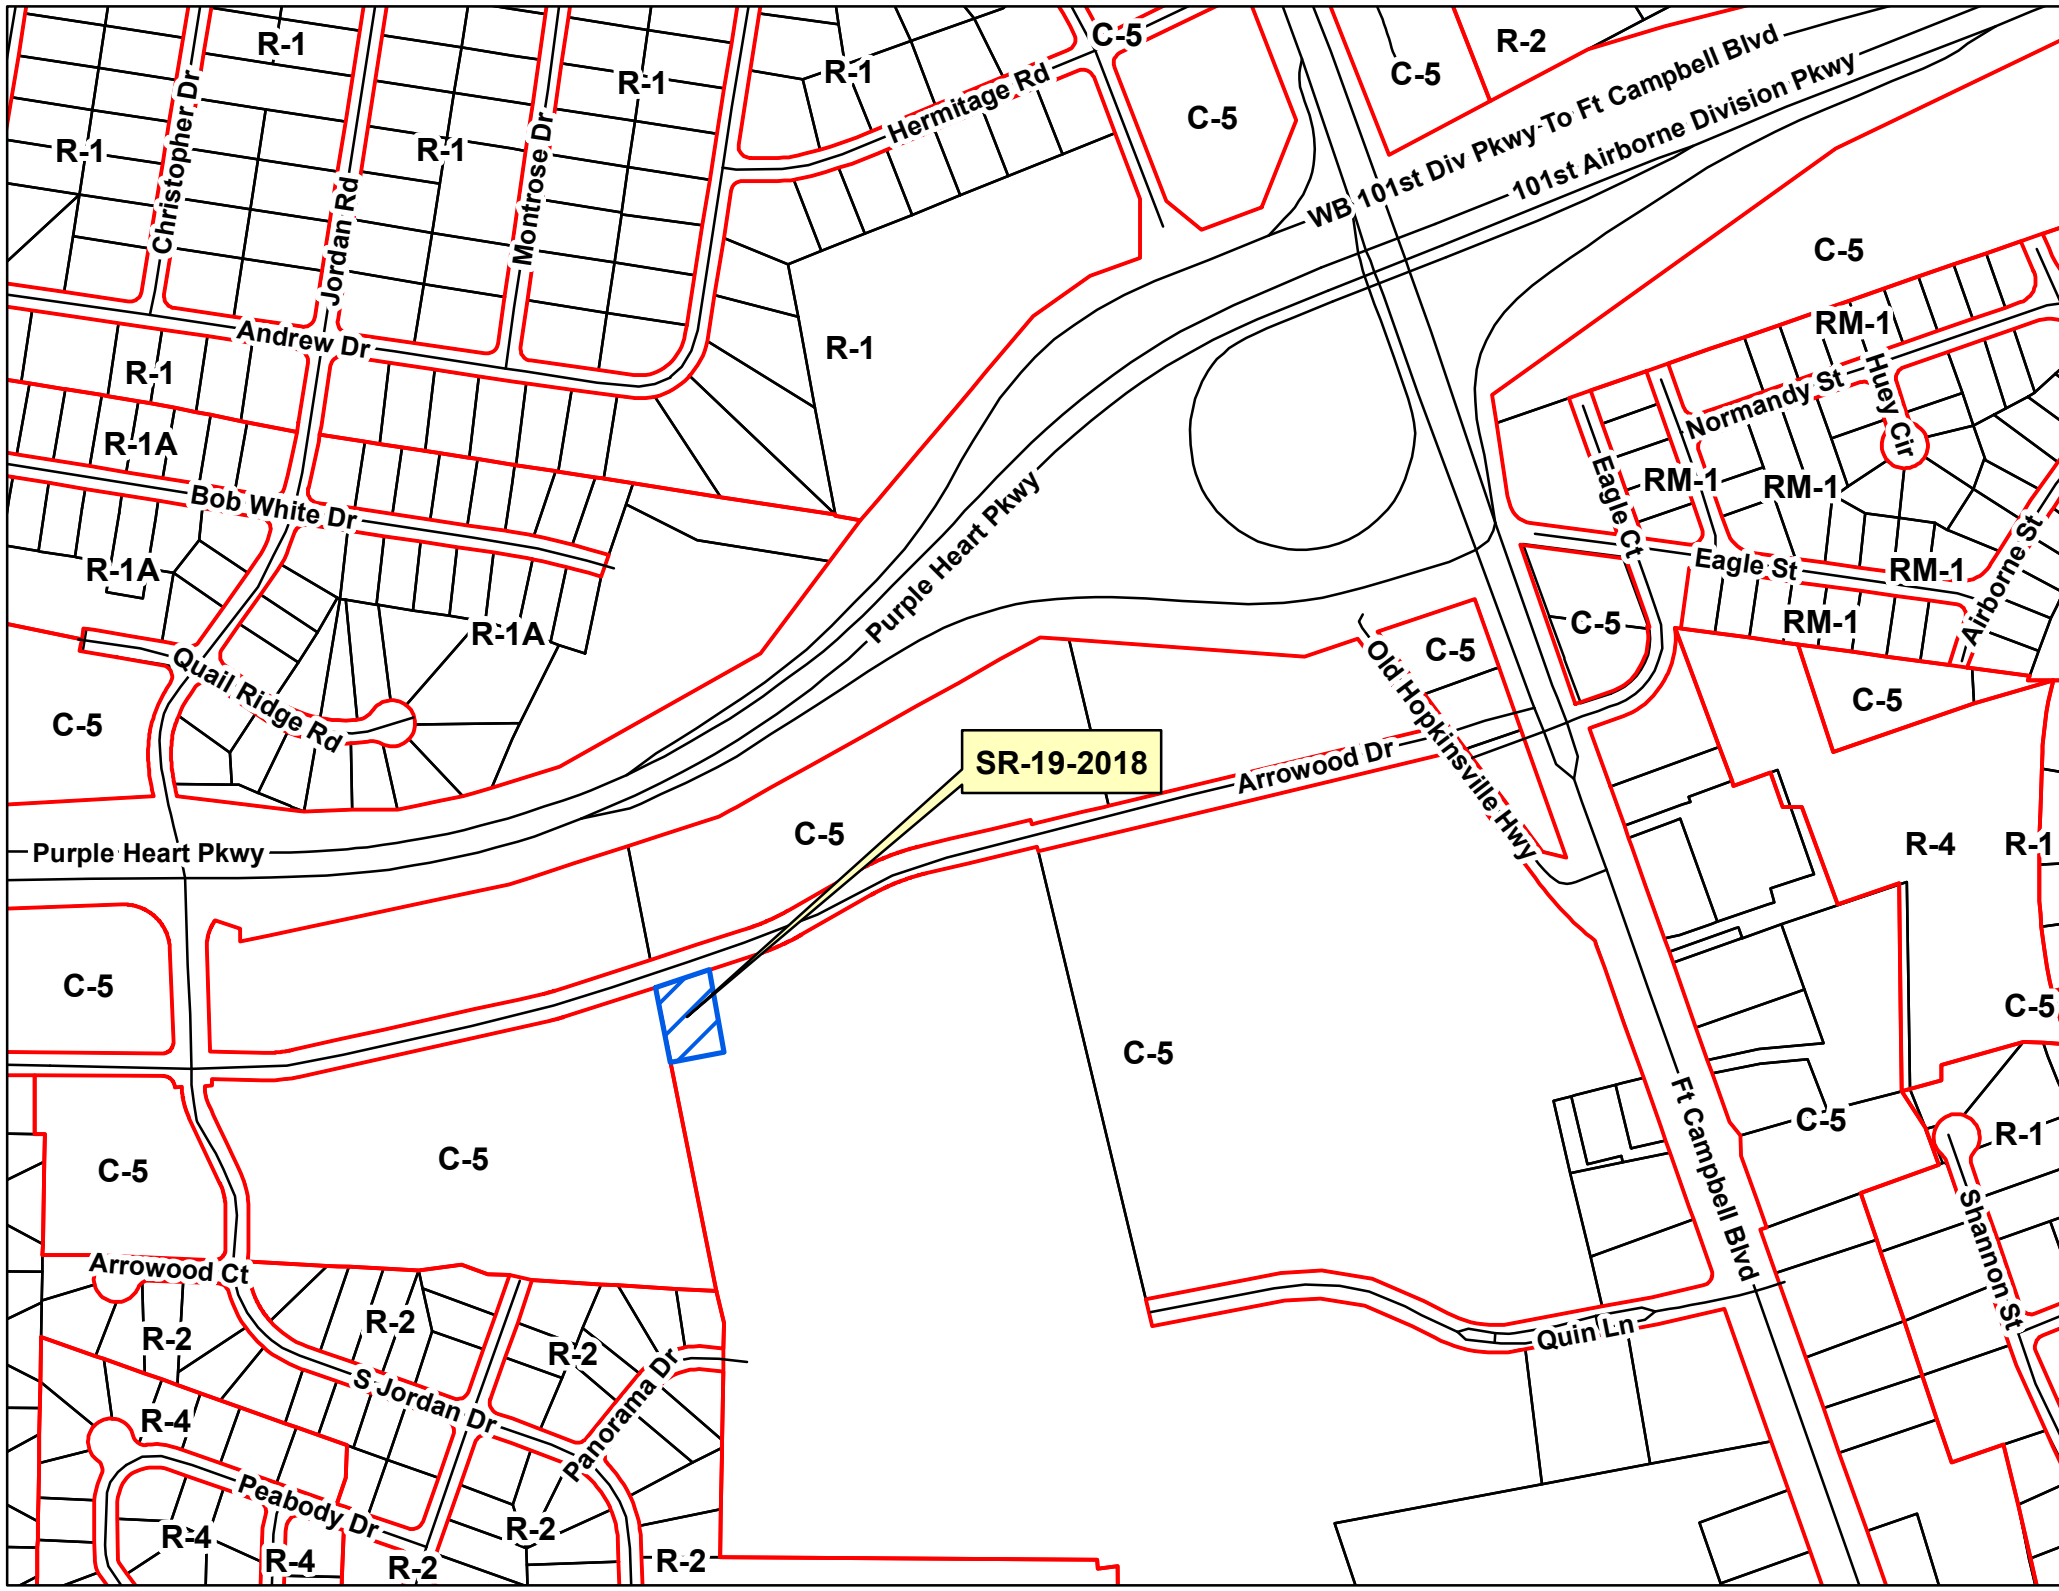 C-5
R-1
R-2
R-1
C-5
R-1
WB 101st Div Pkwy To Ft Campbell Blvd
Hermitage Rd
101st Airborne Division Pkwy
C-5
R-1
R-1
Christopher Dr
Montrose Dr
Jordan Rd
C-5
RM-1
Andrew Dr
R-1
R-1
Normandy St
Huey Cir
R-1A
RM-1
RM-1
Bob White Dr
Eagle Ct
Purple Heart Pkwy
Eagle St
RM-1
R-1A
Airborne St
C-5
RM-1
R-1A
C-5
Quail Ridge Rd
Old Hopkinsville Hwy
C-5
C-5
SR-19-2018
Arrowood Dr
C-5
R-4
R-1
Purple Heart Pkwy
C-5
C-5
C-5
C-5
C-5
R-1
C-5
C-5
Ft Campbell Blvd
Shannon St
Arrowood Ct
R-2
R-2
Quin Ln
R-2
S Jordan Dr
Panorama Dr
R-4
Peabody Dr
R-4
R-2
R-4
R-2
R-2